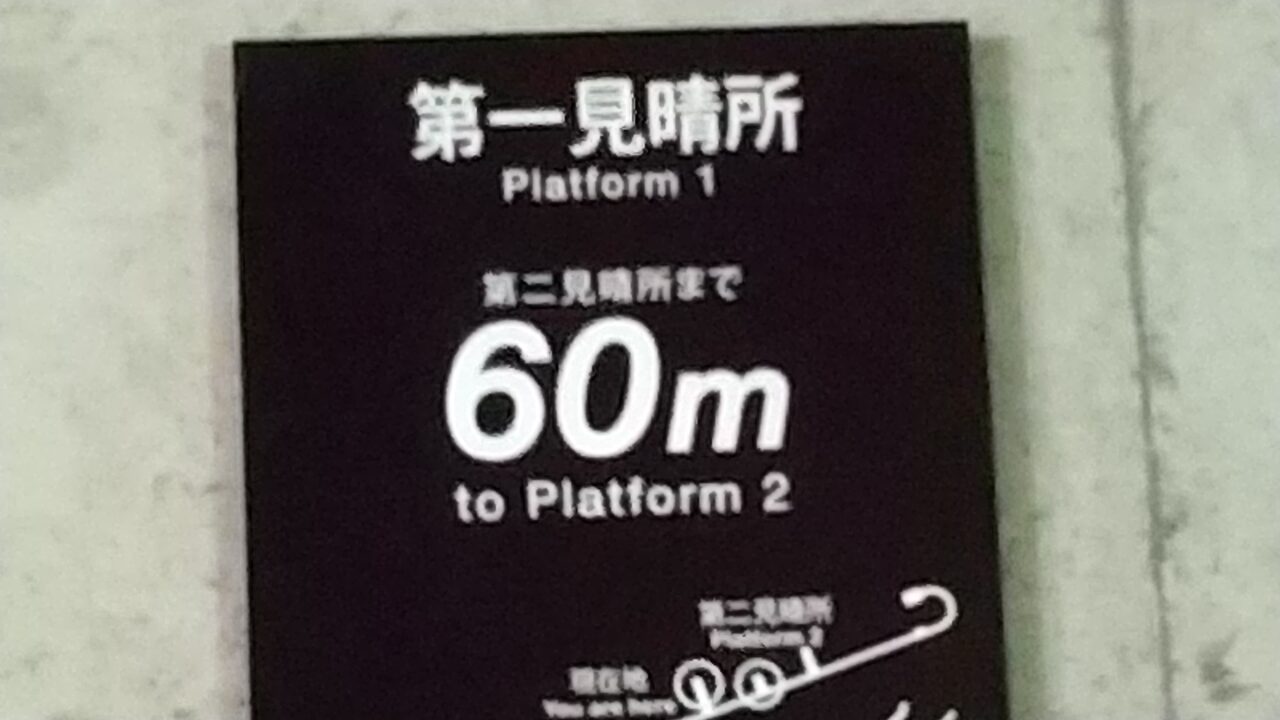 第一見晴所
Platform 1
第二見晴所まで
60m
to Platform 2
第二見晴所
Platform 2
現在地
You are here